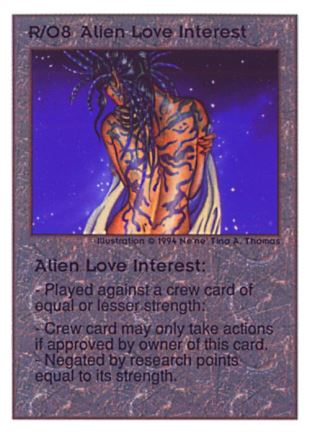 R/O8 Alien Love Interest
Illustration © 1994 Ne'ne' Tina A. Thomas
Alien Love Interest:
- Played against a crew card of
equal or lesser strength:
- Crew card may only take actions
if approved by owner of this card.
- Negated by research points
equal to its strength.